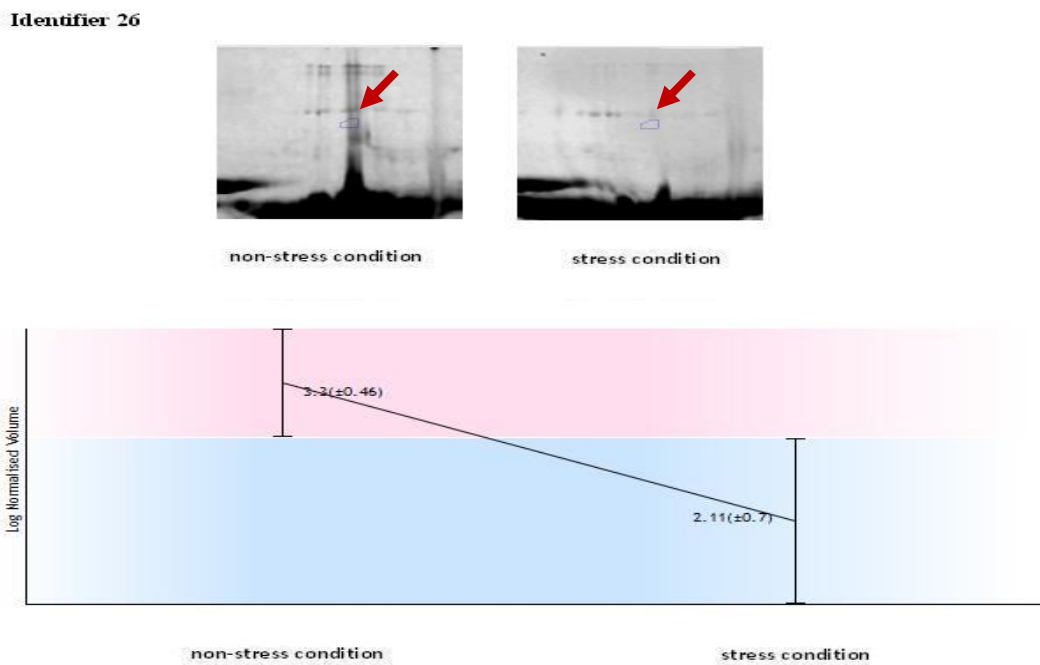 Identifier 26
non-stress condition
stress condition
Log Normalised Volume
3.3(±0.46)
2.11(±0.7)
non-stress condition
stress condition